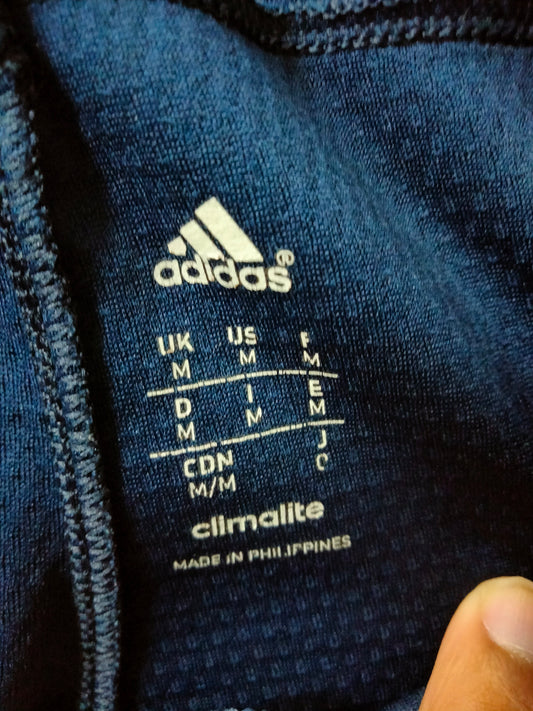 adidas®
UK US F
M M M
D I E
M M M
CDN J
M/M O
climalite
MADE IN PHILIPPINES